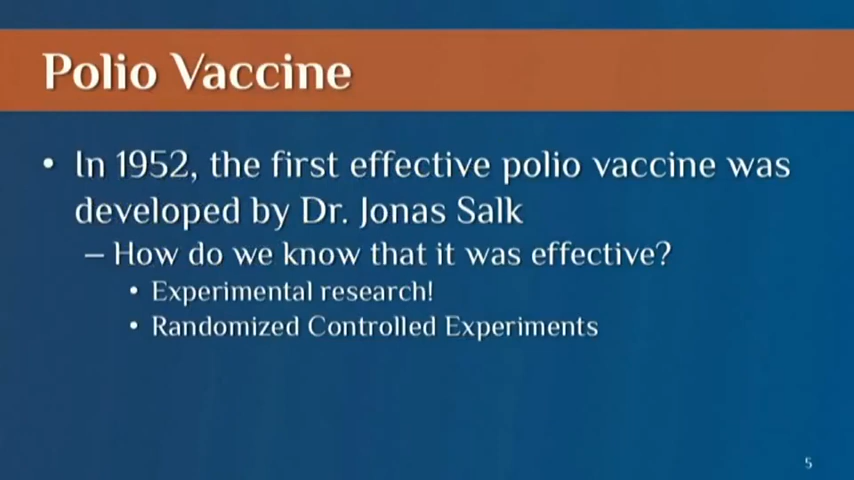 Polio Vaccine
• In 1952, the first effective polio vaccine was
developed by Dr. Jonas Salk
– How do we know that it was effective?
• Experimental research!
• Randomized Controlled Experiments
5